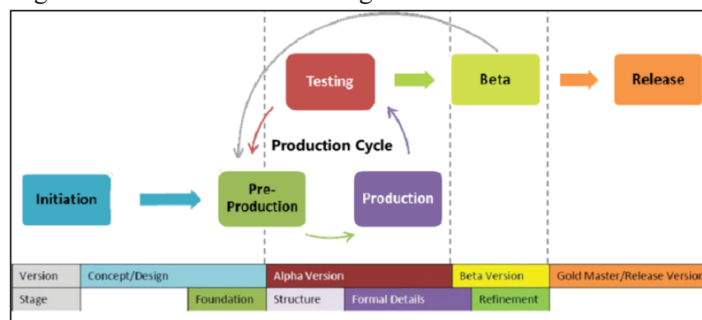 Testing
Beta
Release
Production Cycle
Initiation
Pre-
Production
Production
Version Concept/Design Alpha Version Beta Version Gold Master/Release Version
Stage Foundation Structure Formal Details Refinement